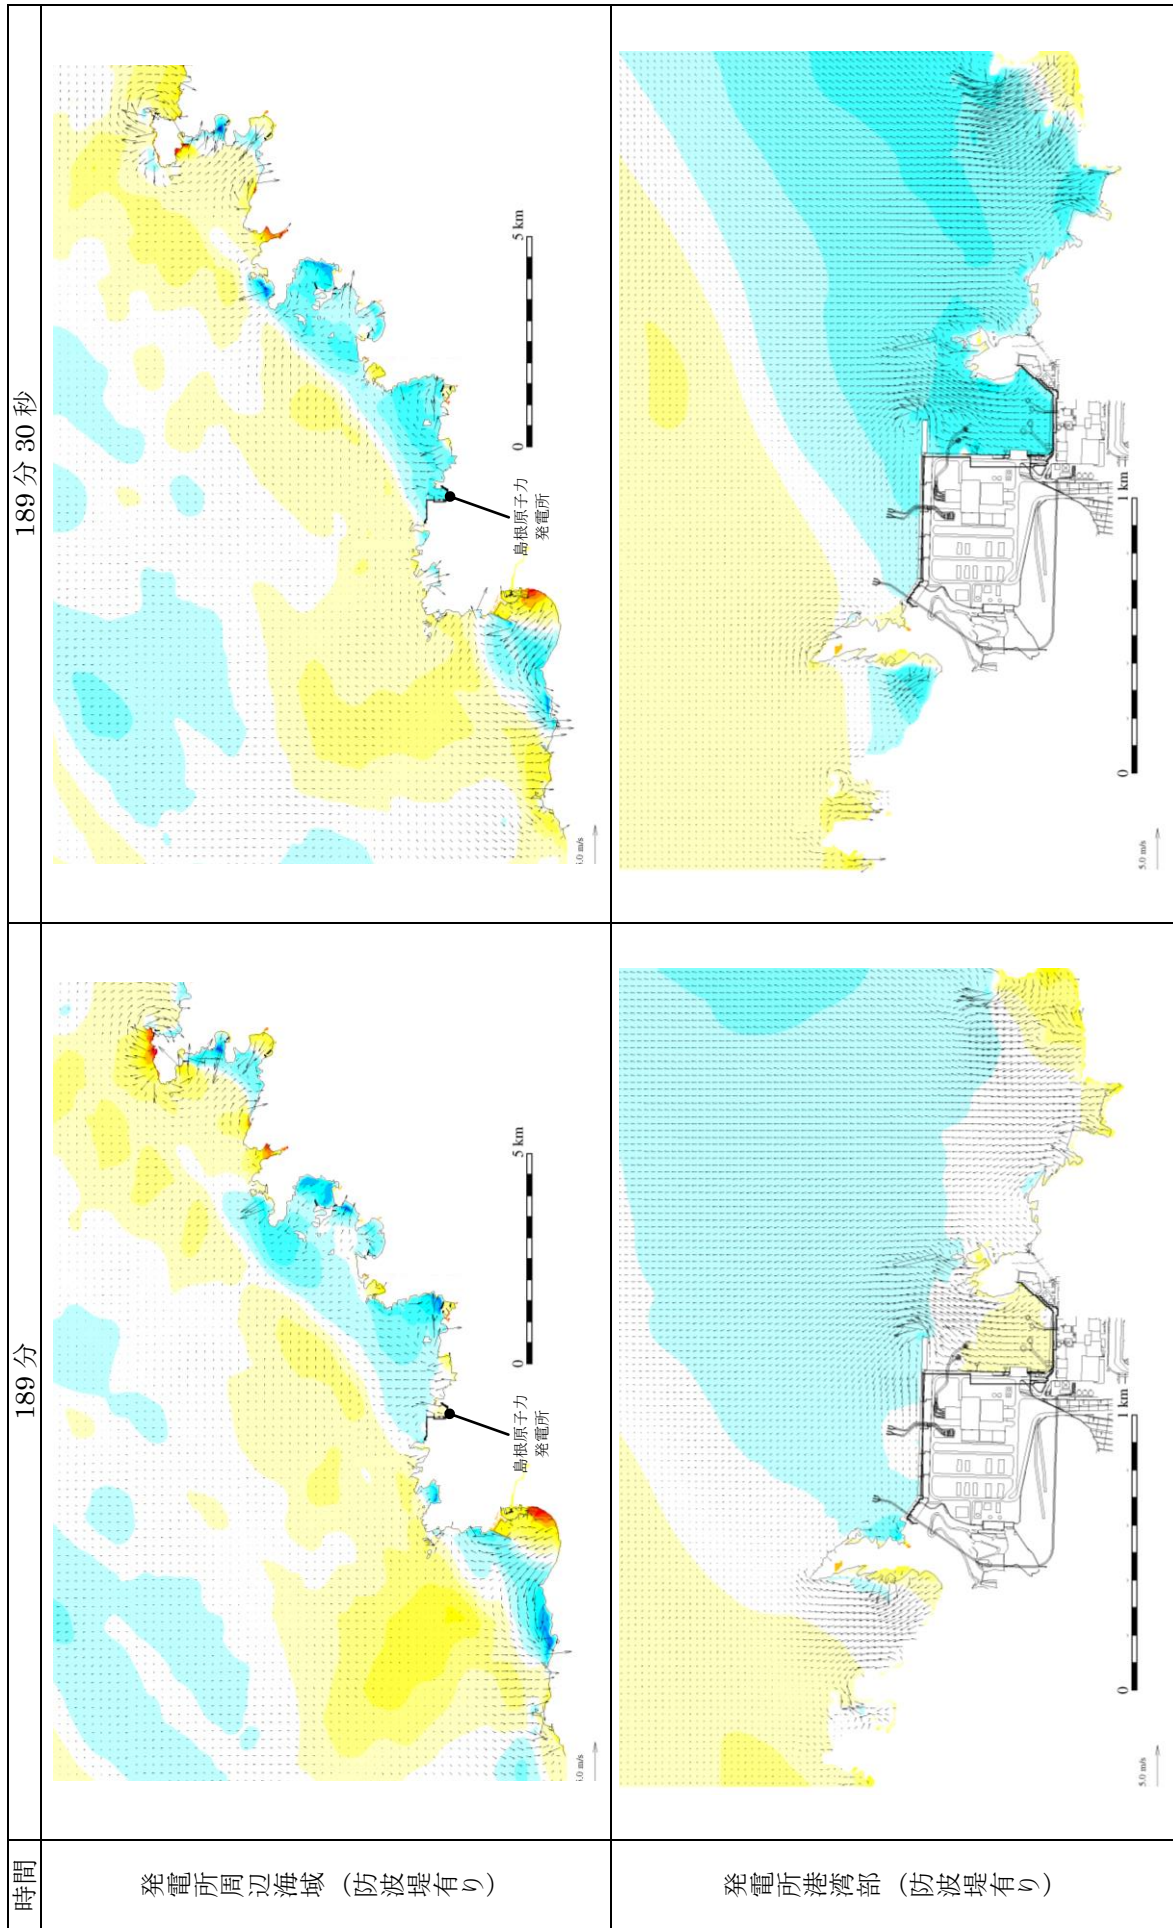 時間
189分
189分30秒
発電所周辺海域（防波堤有り）
島根原子力
発電所
0
5 km
島根原子力
発電所
0
5 km
発電所港湾部（防波堤有り）
5.0 m/s
0
1 km
5.0 m/s
0
1 km